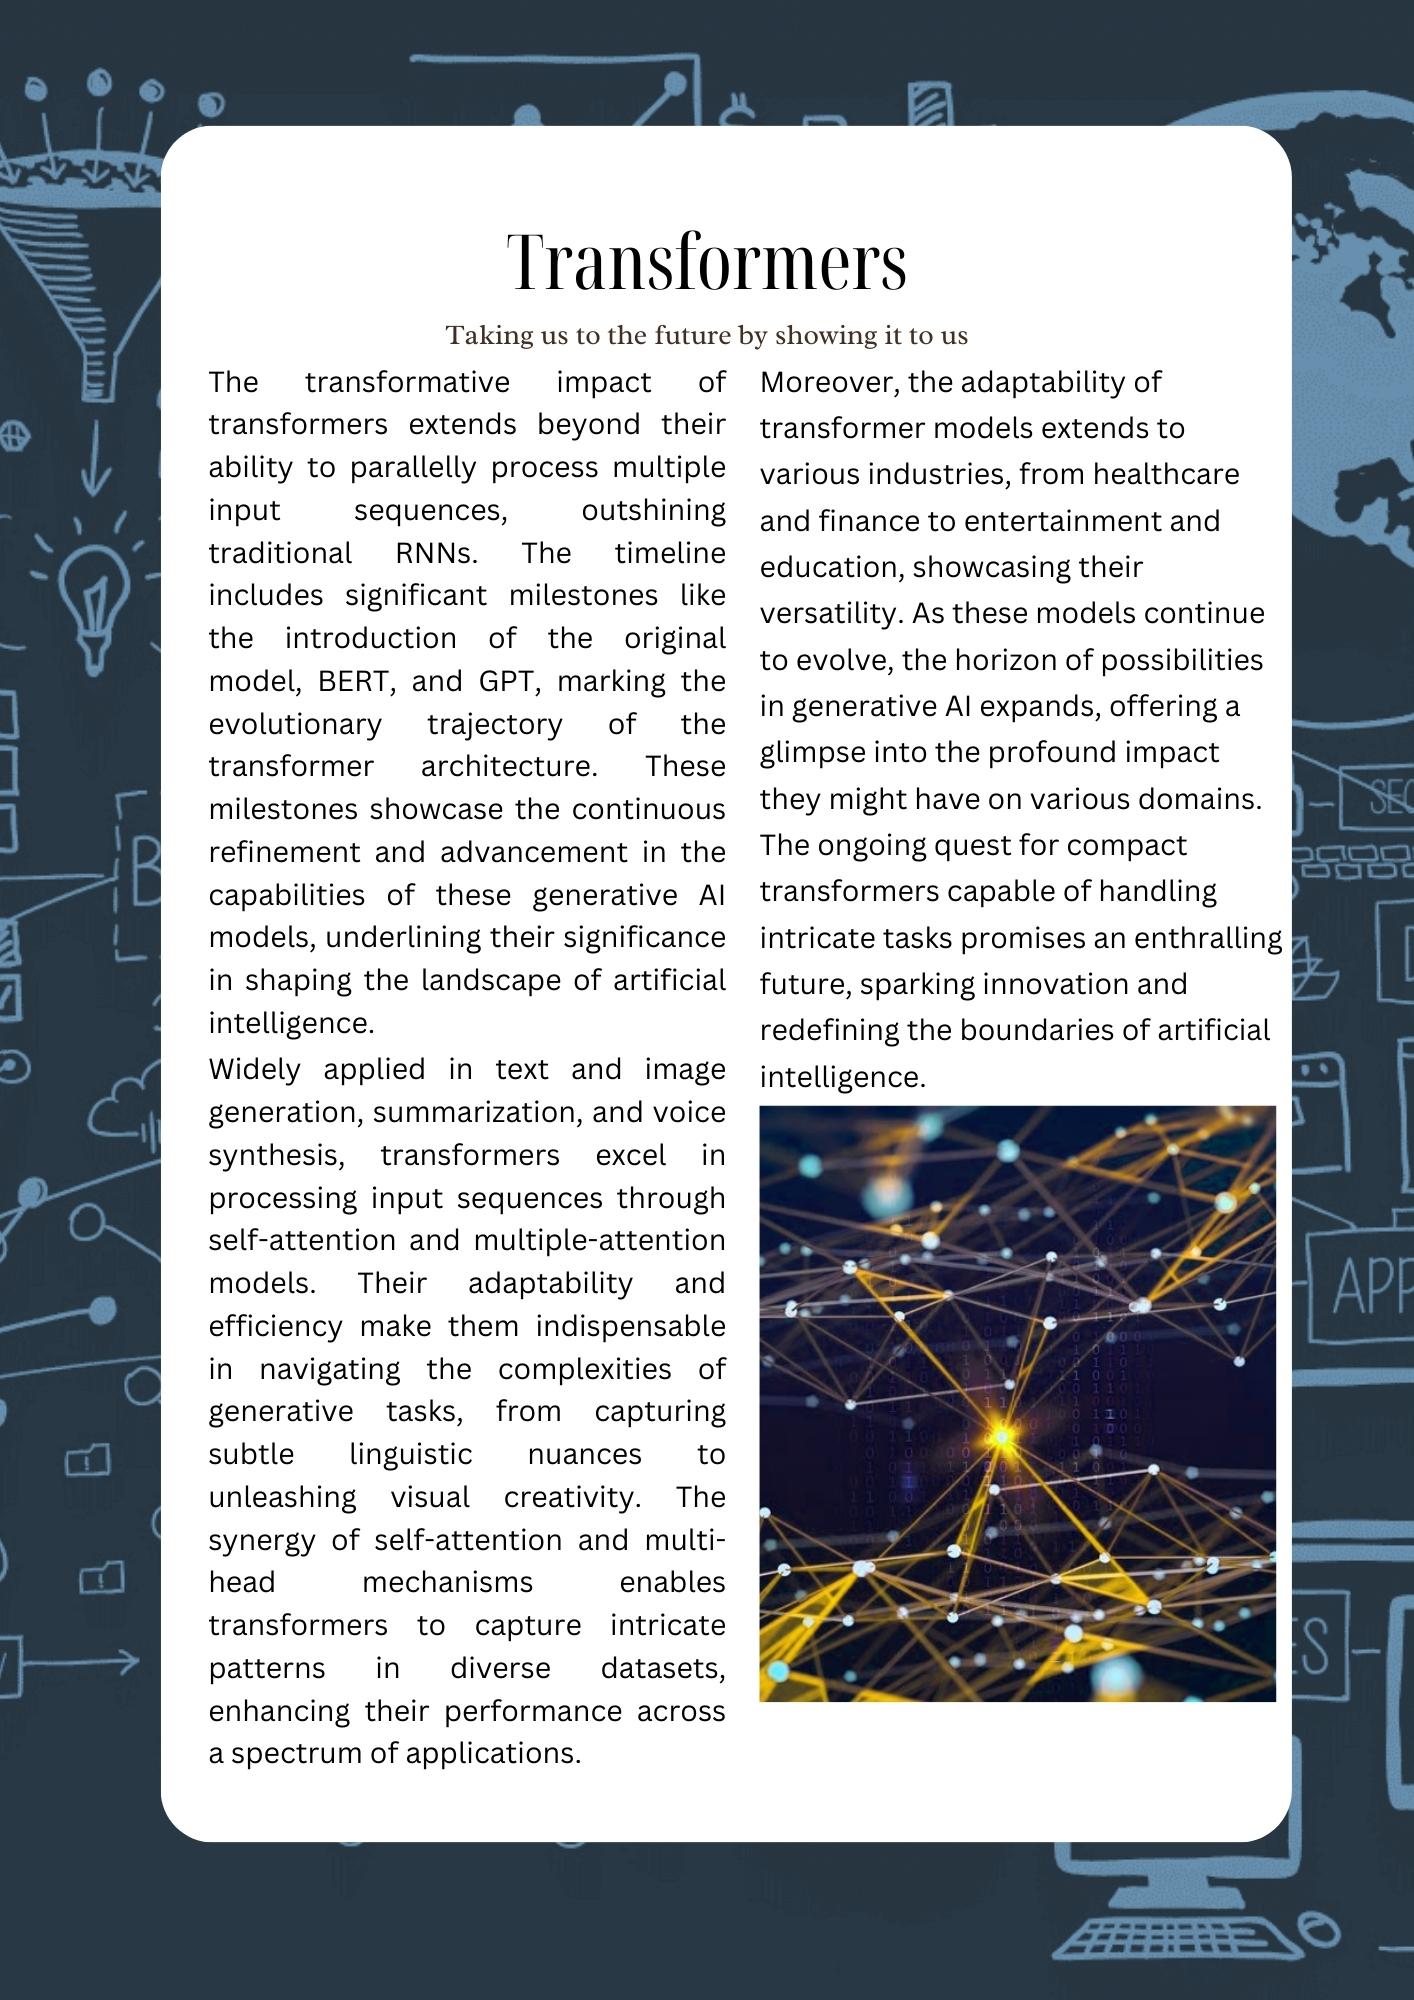 Transformers
Taking us to the future by showing it to us
The transformative impact of
transformers extends beyond their
ability to parallelly process multiple
input sequences, outshining
traditional RNNs. The timeline
includes significant milestones like
the introduction of the original
model, BERT, and GPT, marking the
evolutionary trajectory of the
transformer architecture. These
milestones showcase the continuous
refinement and advancement in the
capabilities of these generative AI
models, underlining their significance
in shaping the landscape of artificial
intelligence.
Widely applied in text and image
generation, summarization, and voice
synthesis, transformers excel in
processing input sequences through
self-attention and multiple-attention
models. Their adaptability and
efficiency make them indispensable
in navigating the complexities of
generative tasks, from capturing
subtle linguistic nuances to
unleashing visual creativity. The
synergy of self-attention and multi-
head mechanisms enables
transformers to capture intricate
patterns in diverse datasets,
enhancing their performance across
a spectrum of applications.
Moreover, the adaptability of
transformer models extends to
various industries, from healthcare
and finance to entertainment and
education, showcasing their
versatility. As these models continue
to evolve, the horizon of possibilities
in generative AI expands, offering a
glimpse into the profound impact
they might have on various domains.
The ongoing quest for compact
transformers capable of handling
intricate tasks promises an enthralling
future, sparking innovation and
redefining the boundaries of artificial
intelligence.
APP